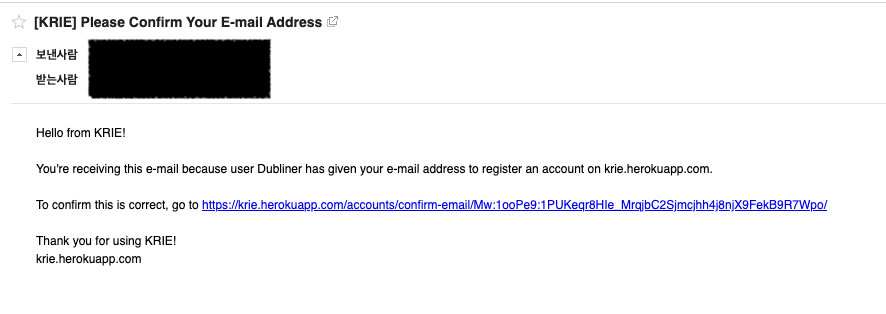 [KRIE] Please Confirm Your E-mail Address
보낸사람
받는사람
Hello from KRIE!
You're receiving this e-mail because user Dubliner has given your e-mail address to register an account on krie.herokuapp.com.
To confirm this is correct, go to https://krie.herokuapp.com/accounts/confirm-email/Mw:1ooPe9:1PUKeqr8HIe_MrqjbC2Sjmcjhh4j8njX9FekB9R7Wpo/
Thank you for using KRIE!
krie.herokuapp.com